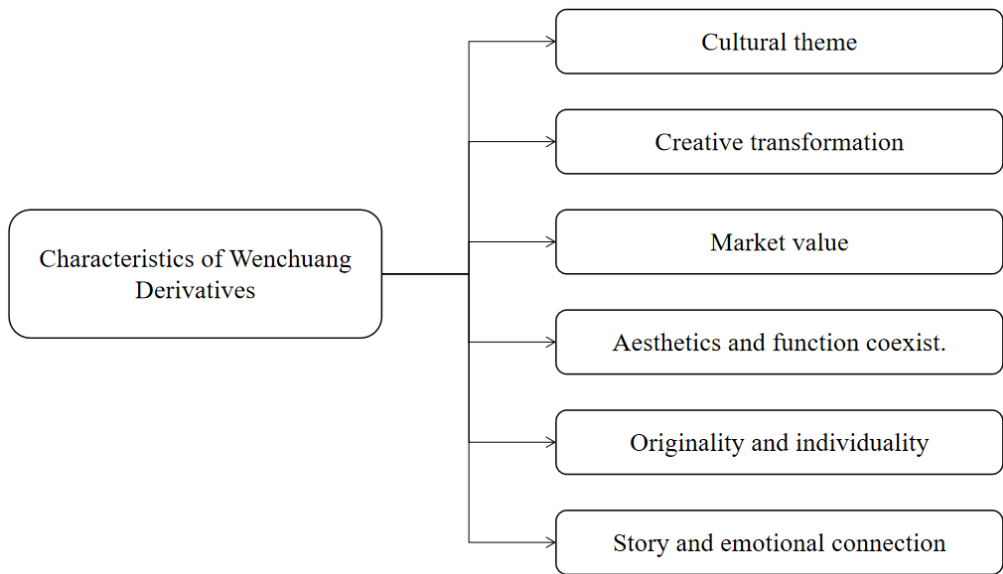 Cultural theme
Creative transformation
Characteristics of Wenchuang
Derivatives
Market value
Aesthetics and function coexist.
Originality and individuality
Story and emotional connection